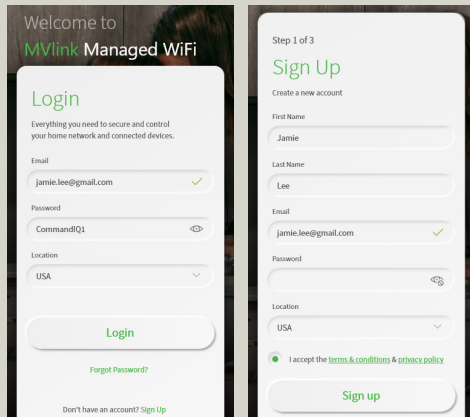 Welcome to
MVlink Managed WiFi
Login
Everything you need to secure and control
your home network and connected devices.
Email
jamie.lee@gmail.com
Password
CommandIQ1
Location
USA
Login
Forgot Password?
Don't have an account? Sign Up
Step 1 of 3
Sign Up
Create a new account
First Name
Jamie
Last Name
Lee
Email
jamie.lee@gmail.com
Password
Location
USA
I accept the terms & conditions & privacy policy
Sign up